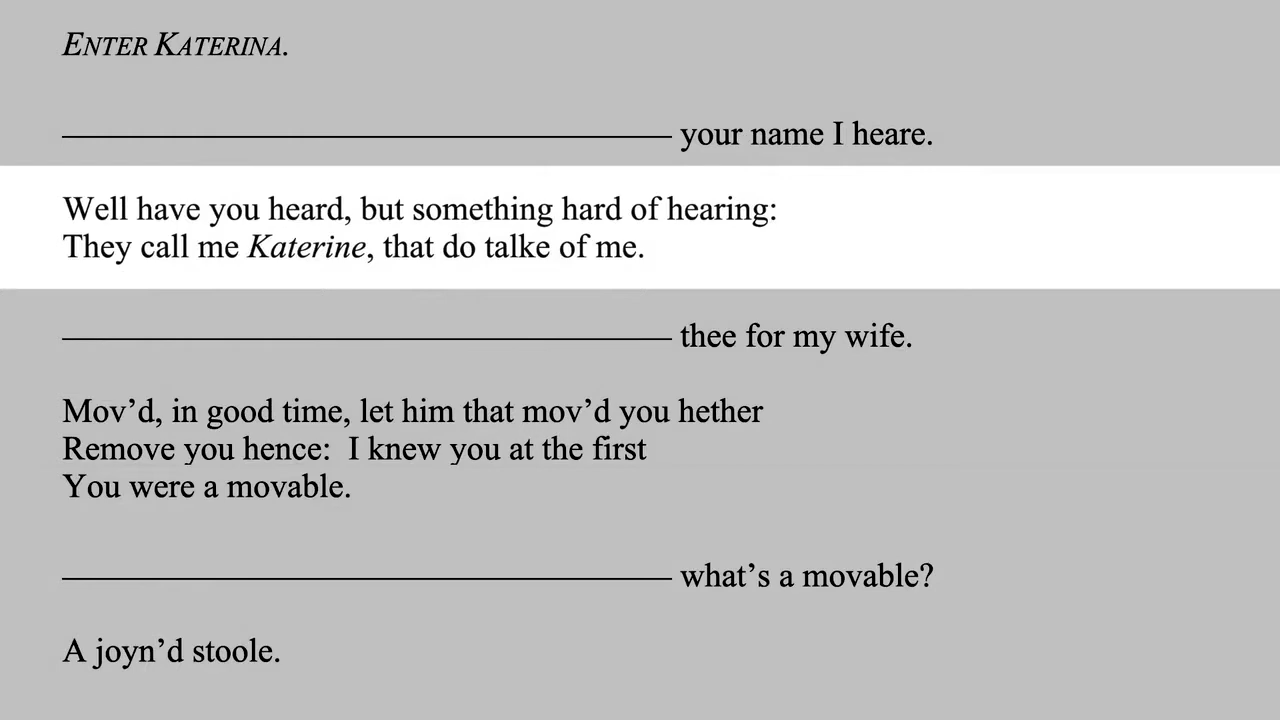 ENTER KATERINA.
your name I heare.
Well have you heard, but something hard of hearing:
They call me Katerine, that do talke of me.
thee for my wife.
Mov’d, in good time, let him that mov’d you hether
Remove you hence:  I knew you at the first
You were a movable.
what’s a movable?
A joyn’d stoole.